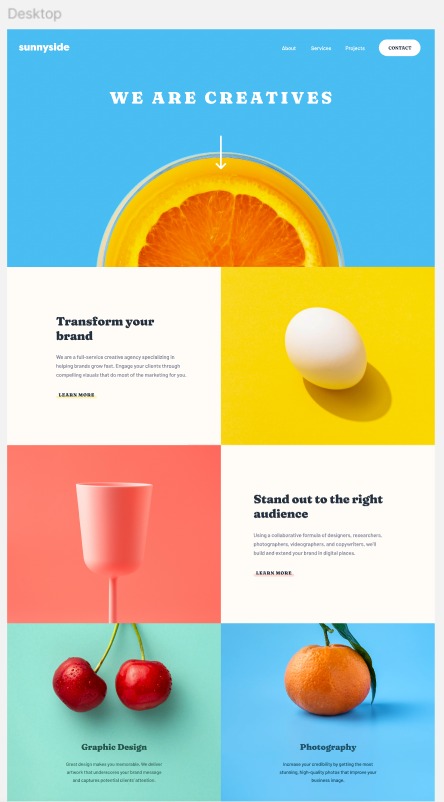 Desktop
sunnyside
About Services Projects CONTACT
WE ARE CREATIVES
Transform your
brand
We are a full-service creative agency specializing in
helping brands grow fast. Engage your clients through
compelling visuals that do most of the marketing for you.
LEARN MORE
Stand out to the right
audience
Using a collaborative formula of designers, researchers,
photographers, videographers, and copywriters, we'll
build and extend your brand in digital places.
LEARN MORE
Graphic Design
Great design makes you memorable. We deliver
artwork that underscores your brand message
and captures potential clients' attention.
Photography
Increase your credibility by getting the most
stunning, high-quality photos that improve your
business image.